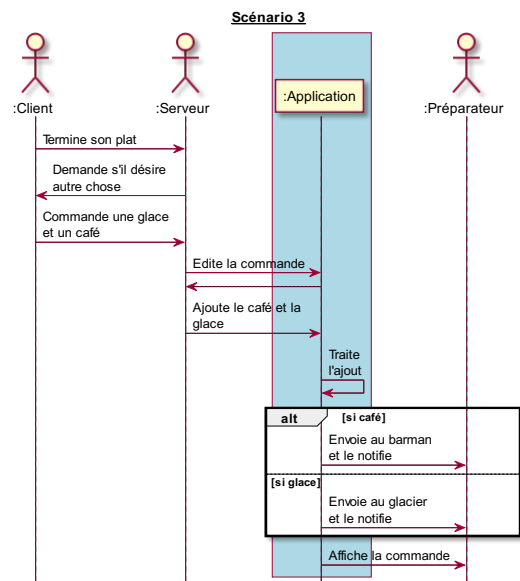 Scénario 3
:Client
:Serveur
:Application
:Préparateur
Termine son plat
Demande s'il désire
autre chose
Commande une glace
et un café
Edite la commande
Ajoute le café et la
glace
Traite
l'ajout
alt
[si café]
Envoie au barman
et le notifie
[si glace]
Envoie au glacier
et le notifie
Affiche la commande